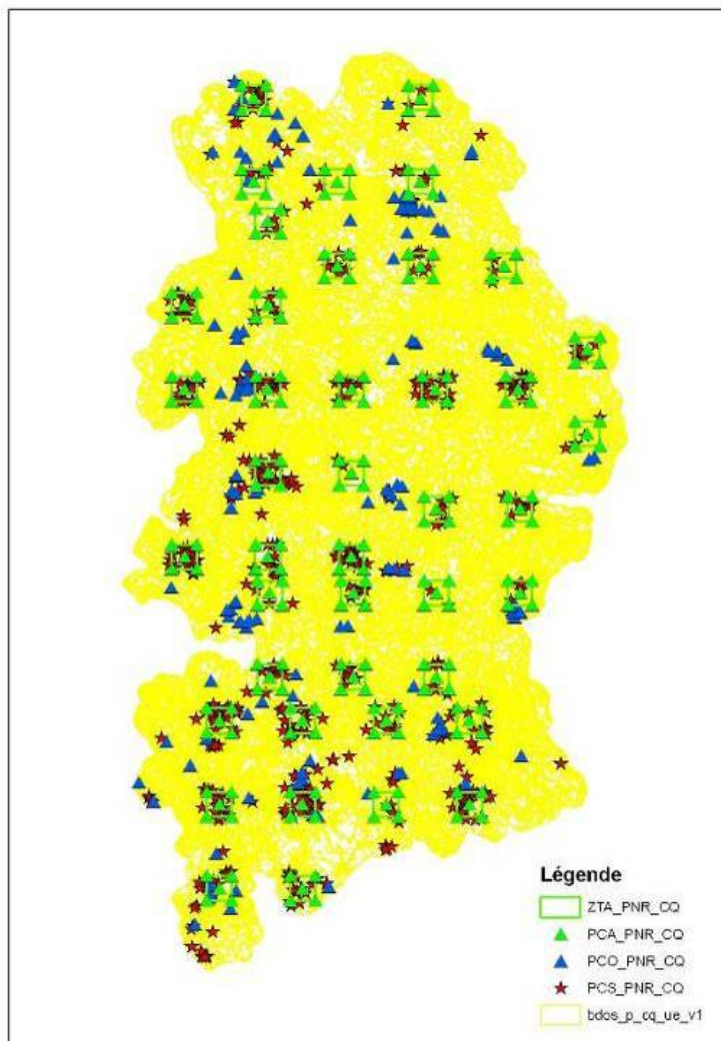 Légende
ZTA_PNR_CQ
PCA_PNR_CQ
PCO_PNR_CQ
PCS_PNR_CQ
bdos_p_cq_ue_v1